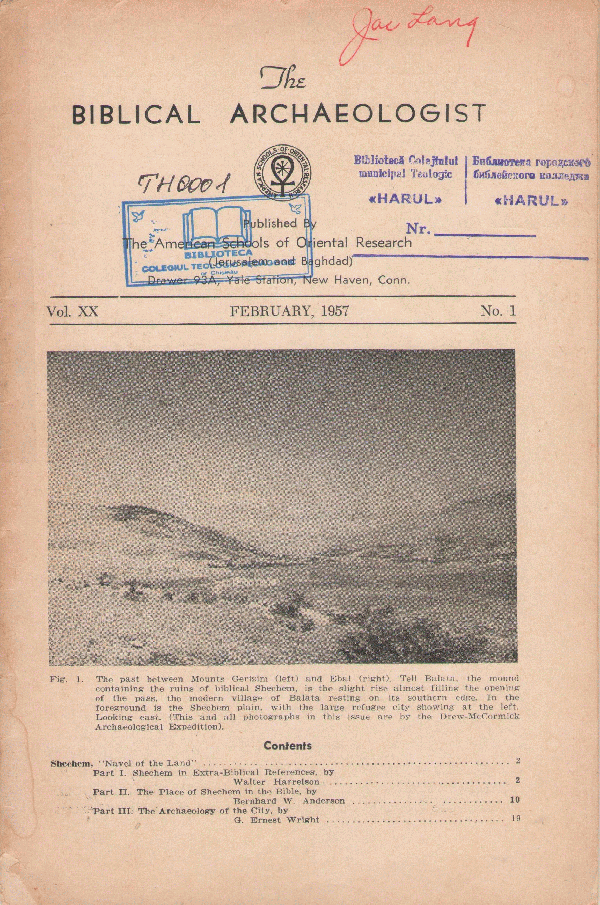 Jac Lang
The
BIBLICAL ARCHAEOLOGIST
AMERICAN SCHOOLS OF ORIENTAL RESEARCH
TH0001
Bibliotecă Colegiului
municipal Teologic
«HARUL»
Библиотека городского
библейского колледжа
«HARUL»
Nr.
BIBLIOTECA
COLEGIUL TEOLOGIC
Published By
The American Schools of Oriental Research
(Jerusalem and Baghdad)
Drawer 93A, Yale Station, New Haven, Conn.
Vol. XX FEBRUARY, 1957 No. 1
Fig. 1. The past between Mounts Gerizim (left) and Ebal (right). Tell Balata, the mound
containing the ruins of biblical Shechem, is the slight rise almost filling the opening
of the pass, the modern village of Balata resting on its southern edge. In the
foreground is the Shechem plain, with the large refugee city showing at the left.
Looking east. (This and all photographs in this issue are by the Drew-McCormick
Archaeological Expedition).
Contents
Shechem, "Navel of the Land" 2
Part I. Shechem in Extra-Biblical References, by
Walter Harrelson 2
Part II. The Place of Shechem in the Bible, by
Bernhard W. Anderson 10
Part III. The Archaeology of the City, by
G. Ernest Wright 19